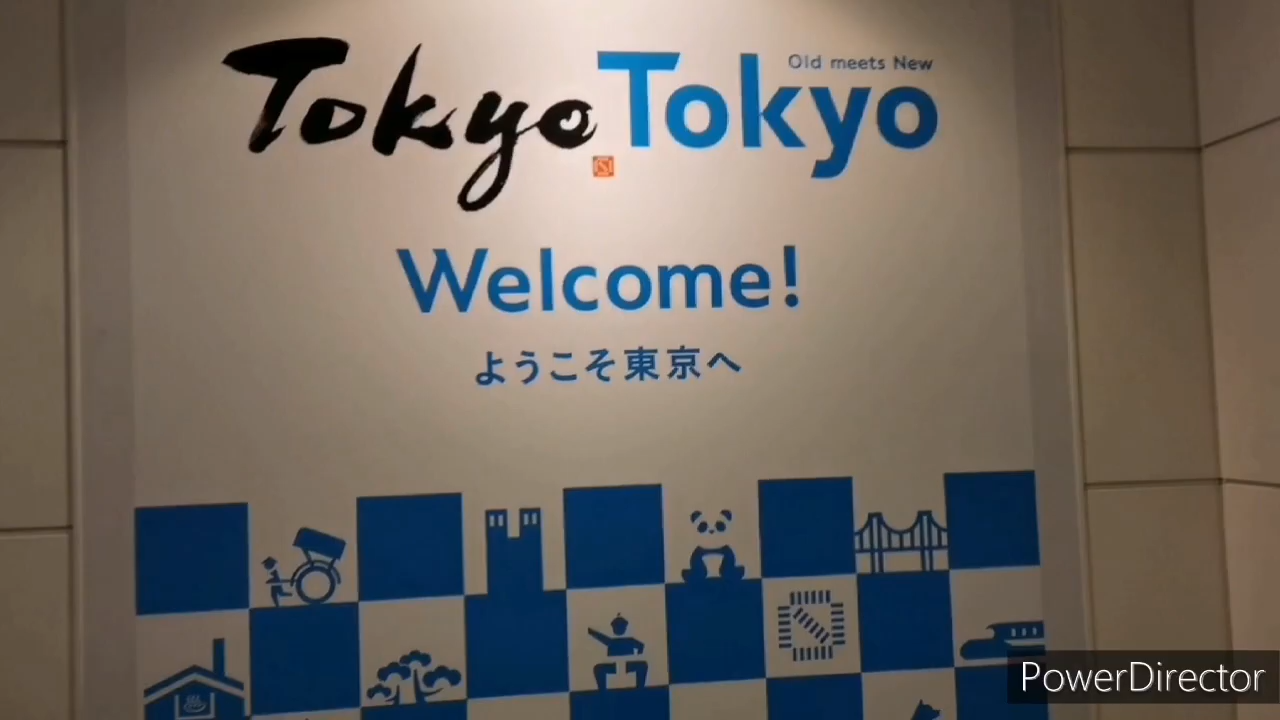 Tokyo Tokyo
Old meets New
Welcome!
ようこそ東京へ
PowerDirector